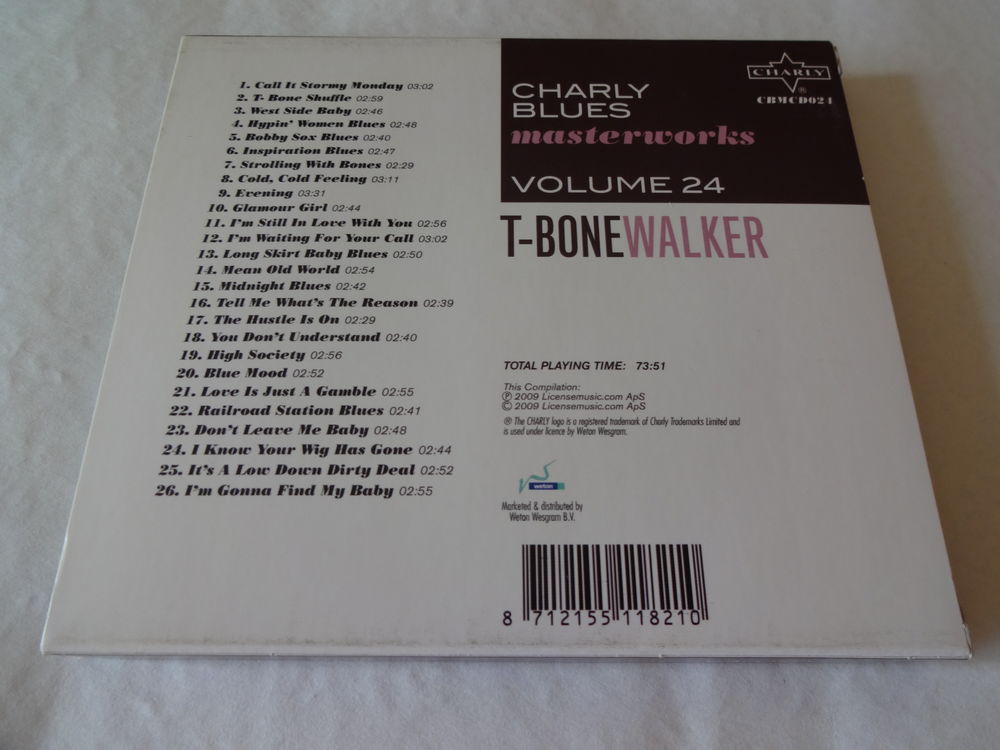 1. Call It Stormy Monday 03:02
2. T-Bone Shuffle 02:59
3. West Side Baby 02:46
4. Hypin' Women Blues 02:48
5. Bobby Sox Blues 02:40
6. Inspiration Blues 02:47
7. Strolling With Bones 02:29
8. Cold, Cold Feeling 03:11
9. Evening 03:31
10. Glamour Girl 02:44
11. I'm Still In Love With You 02:56
12. I'm Waiting For Your Call 03:02
13. Long Skirt Baby Blues 02:50
14. Mean Old World 02:54
15. Midnight Blues 02:42
16. Tell Me What's The Reason 02:39
17. The Hustle Is On 02:29
18. You Don't Understand 02:40
19. High Society 02:56
20. Blue Mood 02:52
21. Love Is Just A Gamble 02:55
22. Railroad Station Blues 02:41
23. Don't Leave Me Baby 02:48
24. I Know Your Wig Has Gone 02:44
25. It's A Low Down Dirty Deal 02:52
26. I'm Gonna Find My Baby 02:55
CHARLY
®
CBMCD024
CHARLY
BLUES
masterworks
VOLUME 24
T-BONEWALKER
TOTAL PLAYING TIME: 73:51
This Compilation:
℗ 2009 Licensemusic.com ApS
© 2009 Licensemusic.com ApS
® The CHARLY logo is a registered trademark of Charly Trademarks Limited and
is used under licence by Weton Wesgram.
weton
Marketed & distributed by
Weton Wesgram B.V.
8 712155 118210